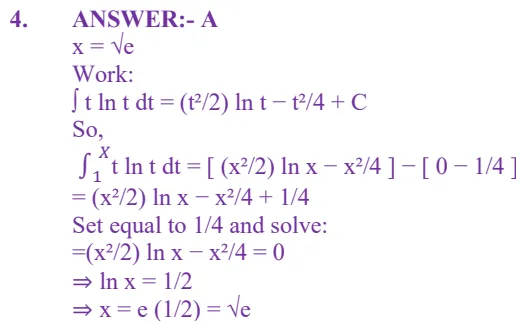 4. ANSWER:- A
x = √e
Work:
∫ t ln t dt = (t²/2) ln t − t²/4 + C
So,
∫₁ˣ t ln t dt = [ (x²/2) ln x − x²/4 ] − [ 0 − 1/4 ]
= (x²/2) ln x − x²/4 + 1/4
Set equal to 1/4 and solve:
=(x²/2) ln x − x²/4 = 0
⇒ ln x = 1/2
⇒ x = e (1/2) = √e